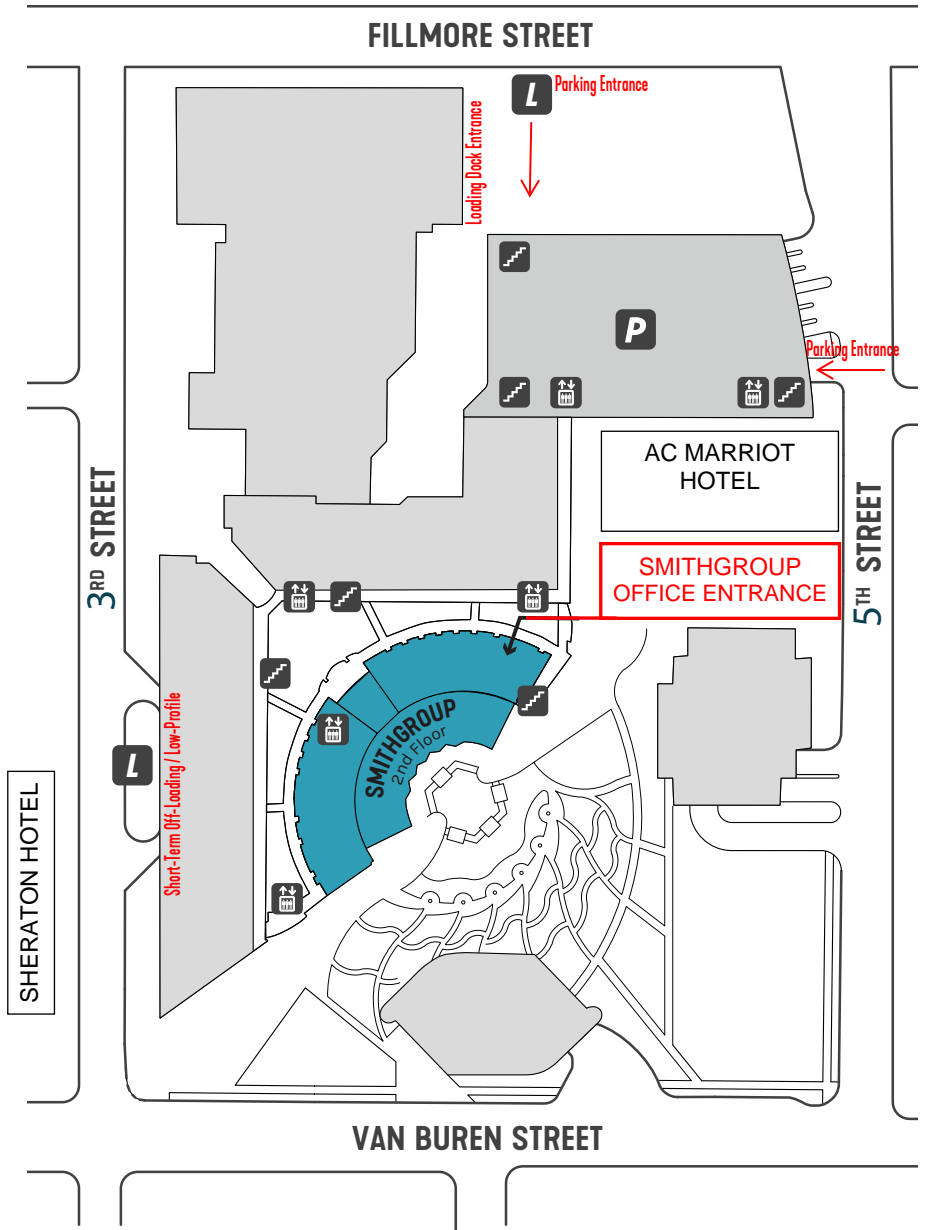 FILLMORE STREET
L
Parking Entrance
Loading Dock Entrance
P
Parking Entrance
AC MARRIOT
HOTEL
3RD STREET
5TH STREET
SMITHGROUP
OFFICE ENTRANCE
SMITHGROUP
2nd Floor
L
Short-Term Off-Loading / Low-Profile
SHERATON HOTEL
VAN BUREN STREET